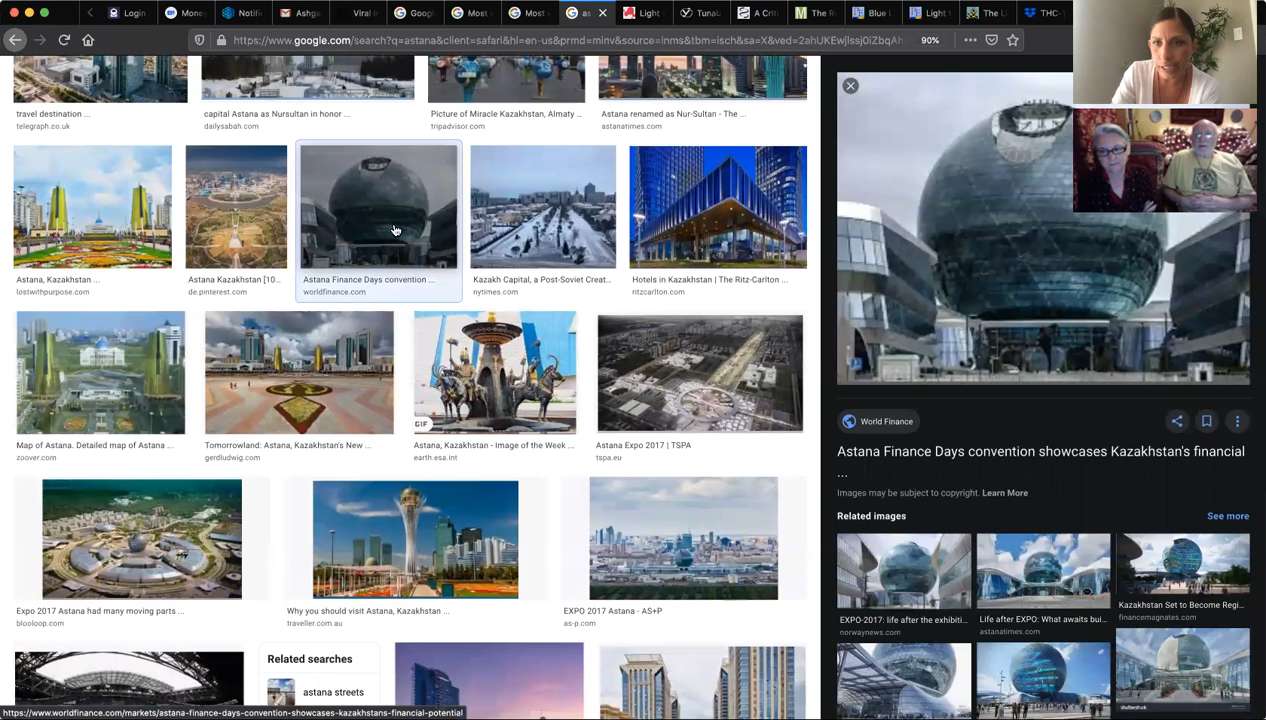 Login
Money
Notifi
Gmail
Ashga
Viral I
Googl
Most v
Most v
as
Light s
Tunab
A Crit
The R
Blue L
Light t
The Li
THC-
https://www.google.com/search?q=astana&client=safari&hl=en-us&prmd=minv&source=lnms&tbm=isch&sa=X&ved=2ahUKEwjIssj0iZbqAh
90%
travel destination ...
telegraph.co.uk
capital Astana as Nursultan in honor ...
dailysabah.com
Picture of Miracle Kazakhstan, Almaty ...
tripadvisor.com
Astana renamed as Nur-Sultan - The ...
astanatimes.com
Astana, Kazakhstan ...
lostwithpurpose.com
Astana Kazakhstan [10...
de.pinterest.com
Astana Finance Days convention ...
worldfinance.com
Kazakh Capital, a Post-Soviet Creat...
nytimes.com
Hotels in Kazakhstan | The Ritz-Carlton ...
ritzcarlton.com
Map of Astana. Detailed map of Astana ...
zoover.com
Tomorrowland: Astana, Kazakhstan's New ...
gerdludwig.com
GIF
Astana, Kazakhstan - Image of the Week ...
earth.esa.int
Astana Expo 2017 | TSPA
tspa.eu
Expo 2017 Astana had many moving parts ...
blooloop.com
Why you should visit Astana, Kazakhstan ...
traveller.com.au
EXPO 2017 Astana - AS+P
as-p.com
Related searches
astana streets
https://www.worldfinance.com/markets/astana-finance-days-convention-showcases-kazakhstans-financial-potential
World Finance
Astana Finance Days convention showcases Kazakhstan's financial
...
Images may be subject to copyright. Learn More
Related images
See more
EXPO-2017: life after the exhibiti...
norwaynews.com
Life after EXPO: What awaits bui...
astanatimes.com
Kazakhstan Set to Become Regi...
financemagnates.com